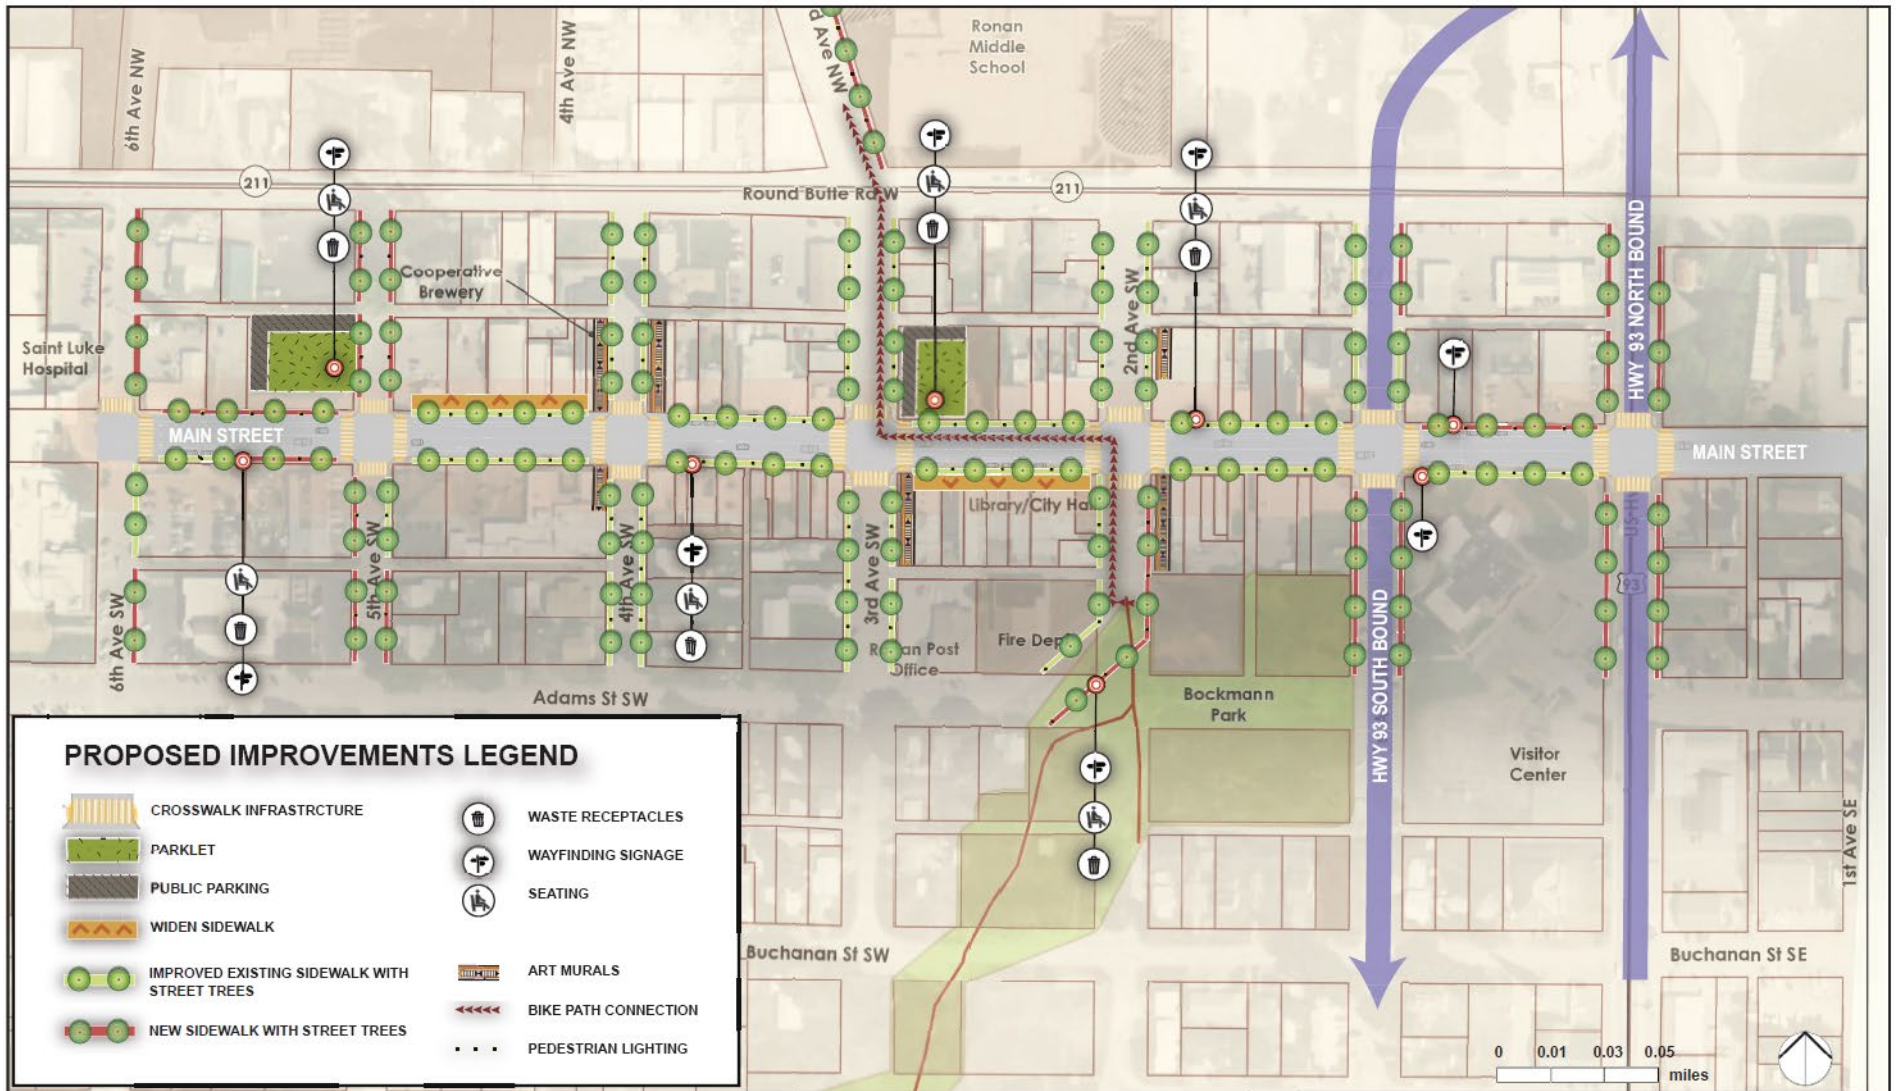 6th Ave NW
4th Ave NW
d Ave NW
Ronan
Middle
School
211
Round Butte Rd W
211
HWY 93 NORTH BOUND
Cooperative
Brewery
2nd Ave SW
Saint Luke
Hospital
MAIN STREET
MAIN STREET
Library/City Ha
US-H
93
6th Ave SW
5th Ave SW
4th Ave SW
3rd Ave SW
Fire Dep
R an Post
Office
Adams St SW
Bockmann
Park
HWY 93 SOUTH BOUND
Visitor
Center
1st Ave SE
Buchanan St SW
Buchanan St SE
PROPOSED IMPROVEMENTS LEGEND
CROSSWALK INFRASTRCTURE
PARKLET
PUBLIC PARKING
WIDEN SIDEWALK
IMPROVED EXISTING SIDEWALK WITH
STREET TREES
NEW SIDEWALK WITH STREET TREES
WASTE RECEPTACLES
WAYFINDING SIGNAGE
SEATING
ART MURALS
BIKE PATH CONNECTION
PEDESTRIAN LIGHTING
0 0.01 0.03 0.05
miles